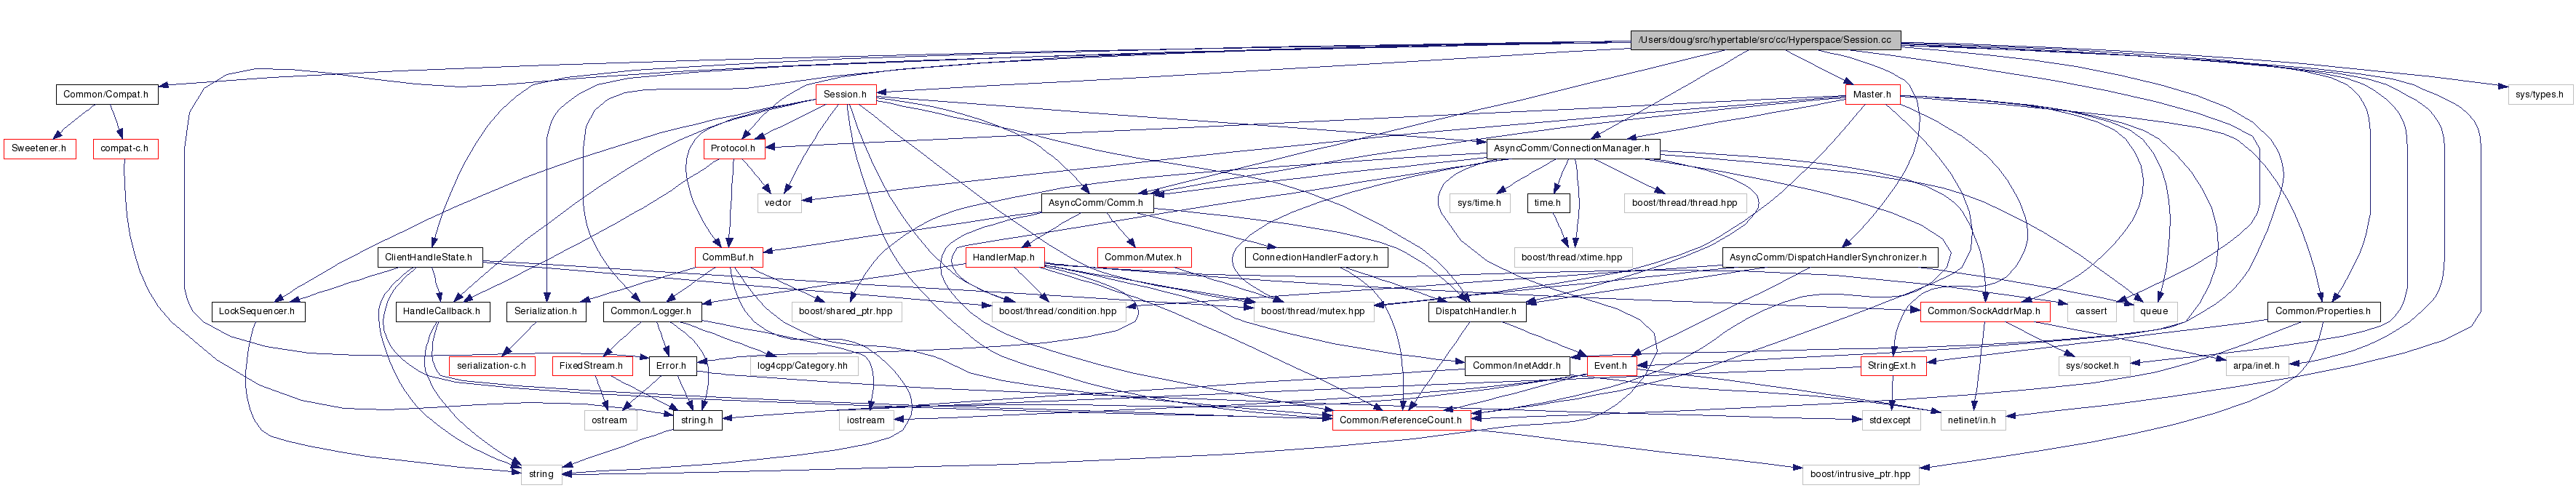 /Users/doug/src/hypertable/src/cc/Hyperspace/Session.cc
Common/Compat.h
Session.h
Master.h
sys/types.h
Sweetener.h
compat-c.h
Protocol.h
AsyncComm/ConnectionManager.h
vector
AsyncComm/Comm.h
sys/time.h
time.h
boost/thread/thread.hpp
ClientHandleState.h
CommBuf.h
HandlerMap.h
Common/Mutex.h
ConnectionHandlerFactory.h
boost/thread/xtime.hpp
AsyncComm/DispatchHandlerSynchronizer.h
LockSequencer.h
HandleCallback.h
Serialization.h
Common/Logger.h
boost/shared_ptr.hpp
boost/thread/condition.hpp
boost/thread/mutex.hpp
DispatchHandler.h
Common/SockAddrMap.h
cassert
queue
Common/Properties.h
serialization-c.h
FixedStream.h
Error.h
log4cpp/Category.hh
Common/InetAddr.h
Event.h
StringExt.h
sys/socket.h
arpa/inet.h
ostream
string.h
iostream
Common/ReferenceCount.h
stdexcept
netinet/in.h
string
boost/intrusive_ptr.hpp